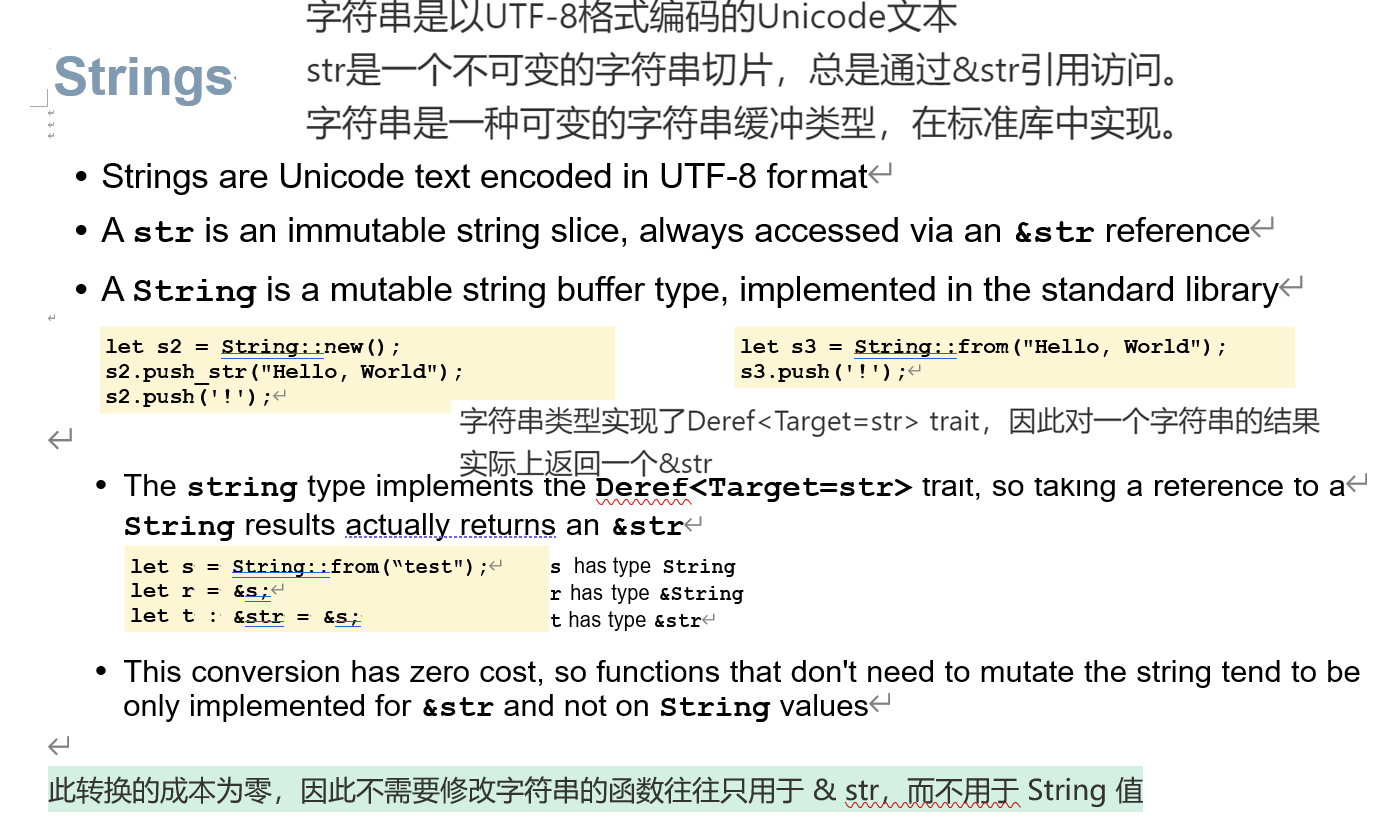 字符串是以UTF-8格式编码的Unicode文本
Strings
str是一个不可变的字符串切片，总是通过&str引用访问。
字符串是一种可变的字符串缓冲类型，在标准库中实现。
• Strings are Unicode text encoded in UTF-8 format
• A str is an immutable string slice, always accessed via an &str reference
• A String is a mutable string buffer type, implemented in the standard library
let s2 = String::new();
s2.push_str("Hello, World");
s2.push('!');
let s3 = String::from("Hello, World");
s3.push('!');
字符串类型实现了Deref<Target=str> trait，因此对一个字符串的结果
实际上返回一个&str
• The string type implements the Deref<Target=str> trait, so taking a reference to a
String results actually returns an &str
let s = String::from(“test");
let r = &s;
let t : &str = &s;
s has type String
r has type &String
t has type &str
• This conversion has zero cost, so functions that don't need to mutate the string tend to be
only implemented for &str and not on String values
此转换的成本为零，因此不需要修改字符串的函数往往只用于 & str，而不用于 String 值